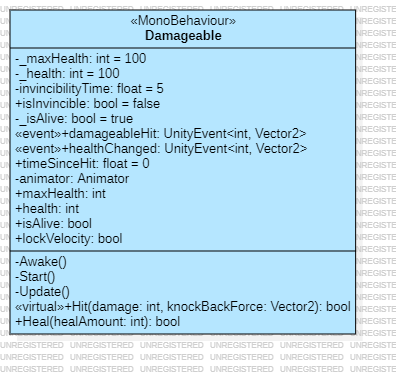 «MonoBehaviour»
Damageable
-_maxHealth: int = 100
-_health: int = 100
-invincibilityTime: float = 5
+isInvincible: bool = false
-_isAlive: bool = true
«event»+damageableHit: UnityEvent<int, Vector2>
«event»+healthChanged: UnityEvent<int, Vector2>
+timeSinceHit: float = 0
-animator: Animator
+maxHealth: int
+health: int
+isAlive: bool
+lockVelocity: bool
-Awake()
-Start()
-Update()
«virtual»+Hit(damage: int, knockBackForce: Vector2): bool
+Heal(healAmount: int): bool
UNREGISTERED UNREGISTERED UNREGISTERED UNREGISTERED UNREGISTERED
UNREGISTERED UNREGISTERED UNREGISTERED UNREGISTERED UNREGISTERED
UNREGISTERED UNREGISTERED UNREGISTERED UNREGISTERED UNREGISTERED